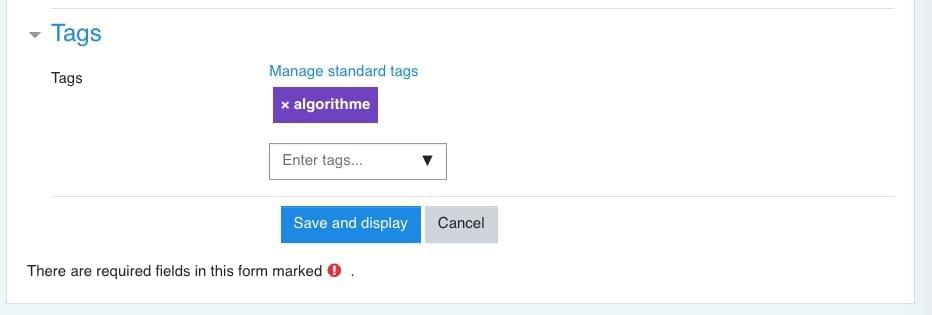 Tags
Tags
Manage standard tags
× algorithme
Enter tags... ▼
Save and display
Cancel
There are required fields in this form marked .